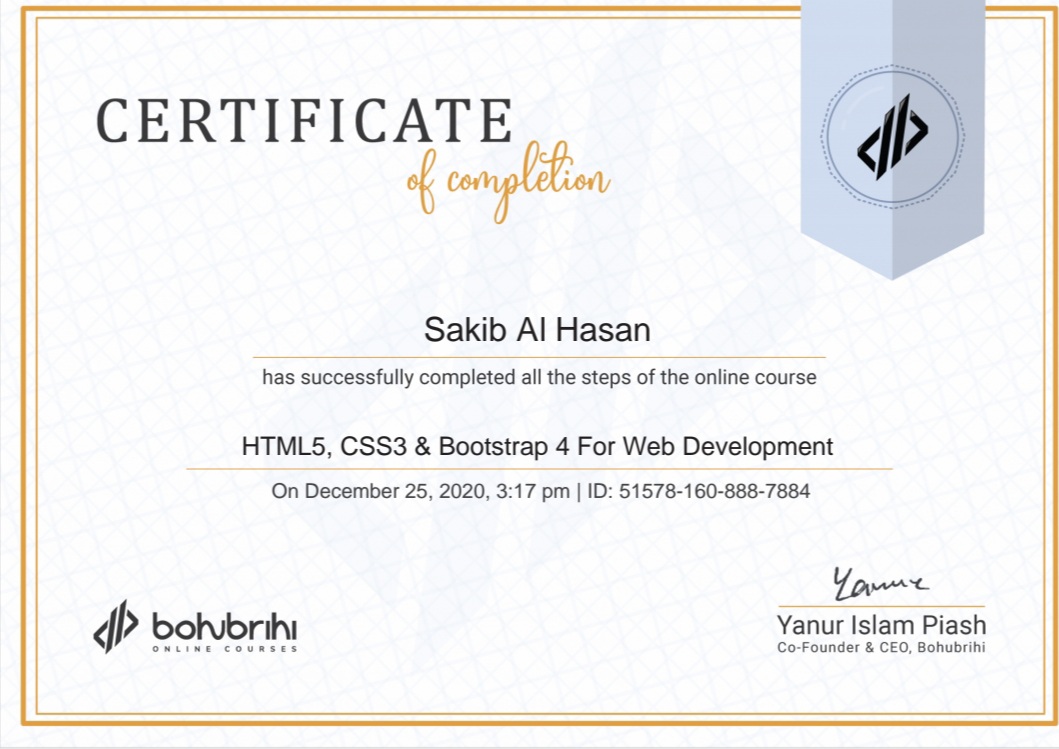 CERTIFICATE
of completion
Sakib Al Hasan
has successfully completed all the steps of the online course
HTML5, CSS3 & Bootstrap 4 For Web Development
On December 25, 2020, 3:17 pm | ID: 51578-160-888-7884
bohubrihi
ONLINE COURSES
Yanur Islam Piash
Co-Founder & CEO, Bohubrihi